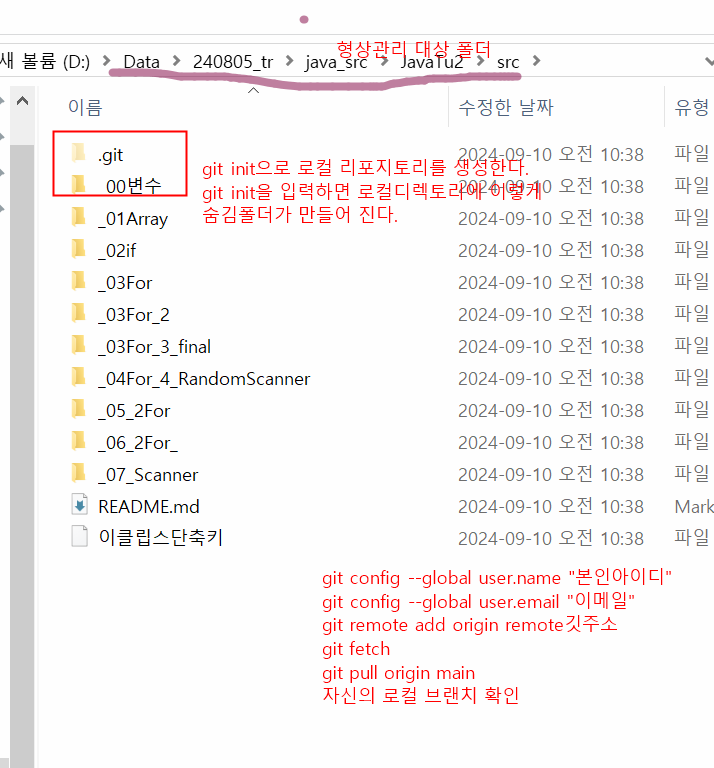 형상관리 대상 폴더
새 볼륨 (D:) > Data > 240805_tr > java_src > Java1u2 > src >
이름 수정한 날짜 유형
.git 2024-09-10 오전 10:38 파일
_00변수 2024-09-10 오전 10:38 파일
git init으로 로컬 리포지토리를 생성한다.
git init을 입력하면 로컬디렉토리에 이렇게
숨김폴더가 만들어 진다.
_01Array 2024-09-10 오전 10:38 파일
_02if 2024-09-10 오전 10:38 파일
_03For 2024-09-10 오전 10:38 파일
_03For_2 2024-09-10 오전 10:38 파일
_03For_3_final 2024-09-10 오전 10:38 파일
_04For_4_RandomScanner 2024-09-10 오전 10:38 파일
_05_2For 2024-09-10 오전 10:38 파일
_06_2For_ 2024-09-10 오전 10:38 파일
_07_Scanner 2024-09-10 오전 10:38 파일
README.md 2024-09-10 오전 10:38 Mark
이클립스단축키 2024-09-10 오전 10:38 파일
git config --global user.name "본인아이디"
git config --global user.email "이메일"
git remote add origin remote깃주소
git fetch
git pull origin main
자신의 로컬 브랜치 확인